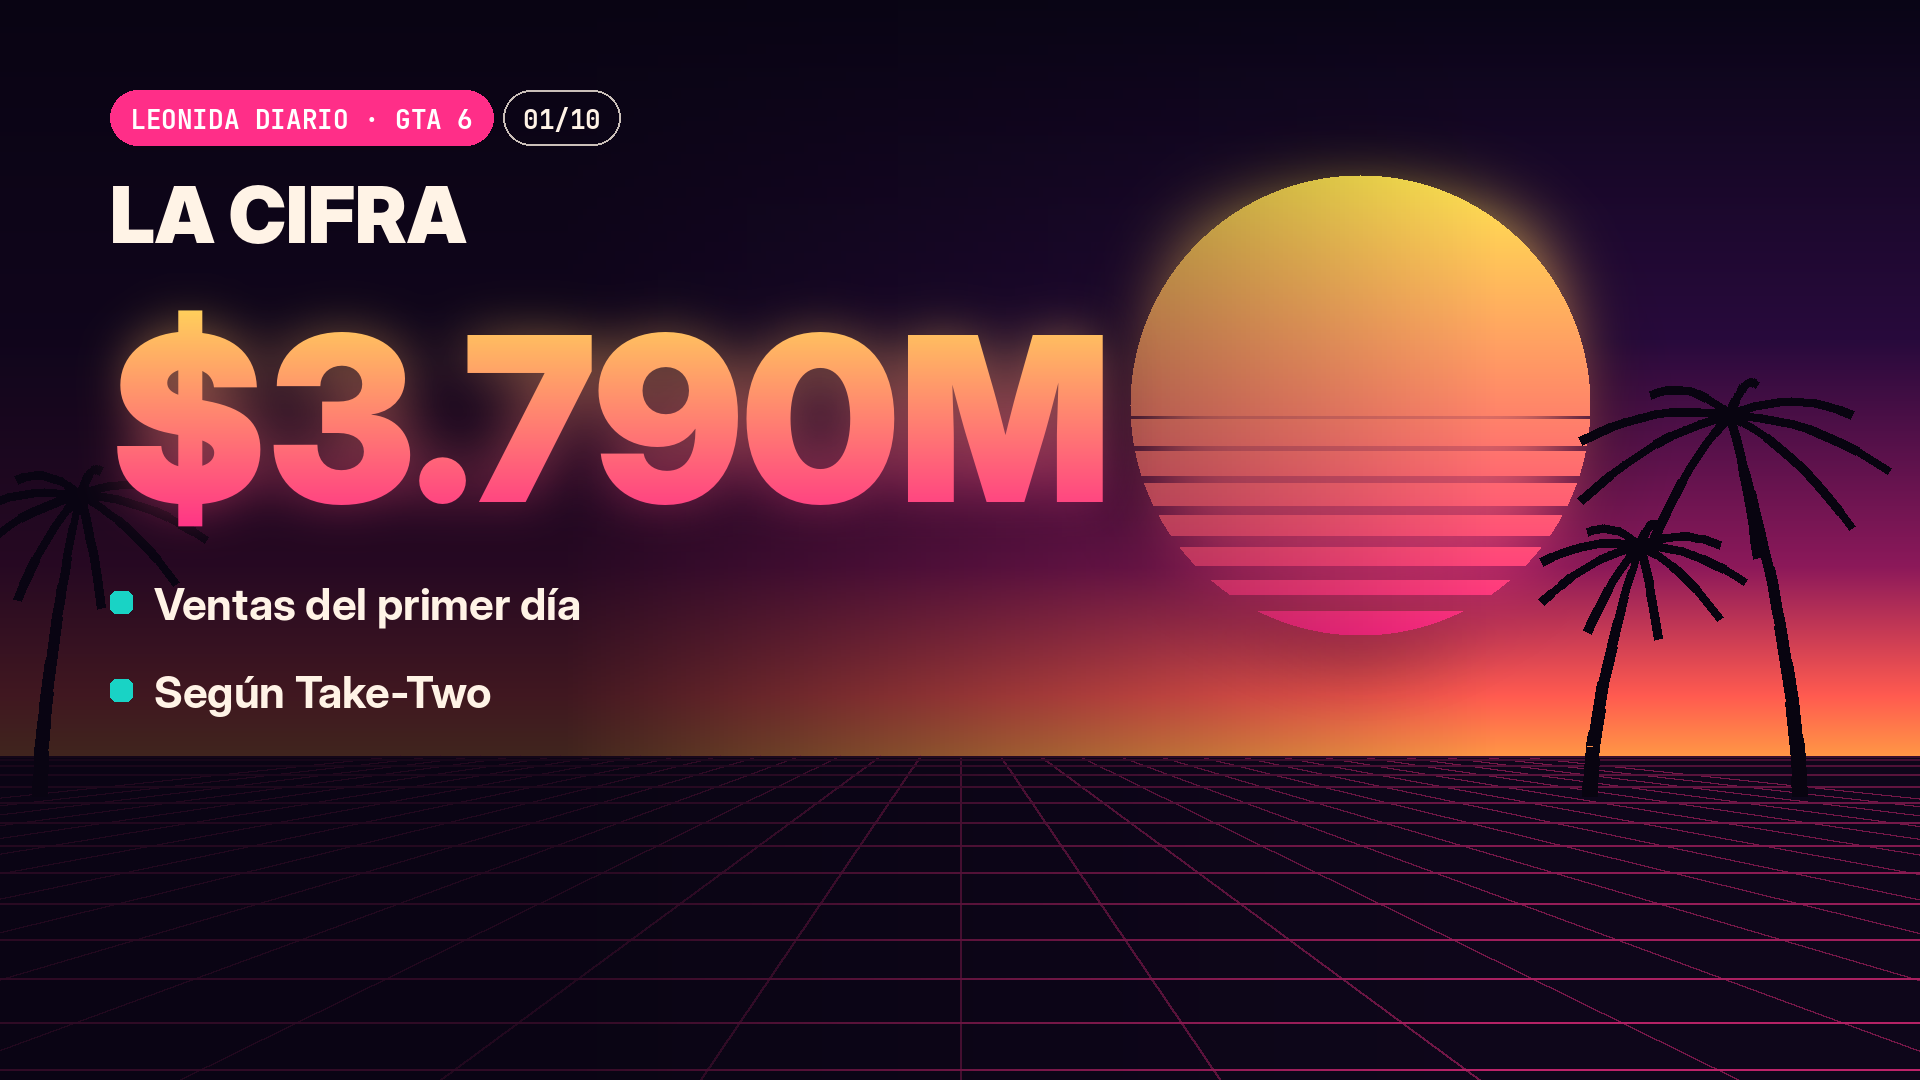 LEONIDA DIARIO · GTA 6 01/10
LA CIFRA
$3.790M
Ventas del primer día
Según Take-Two